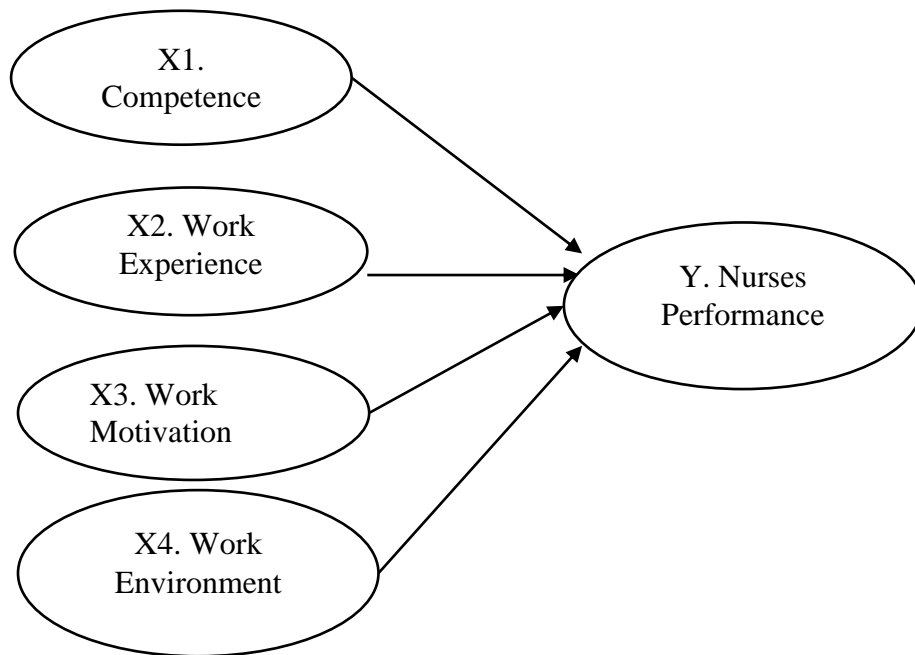 X1.
Competence
X2. Work
Experience
Y. Nurses
Performance
X3. Work
Motivation
X4. Work
Environment